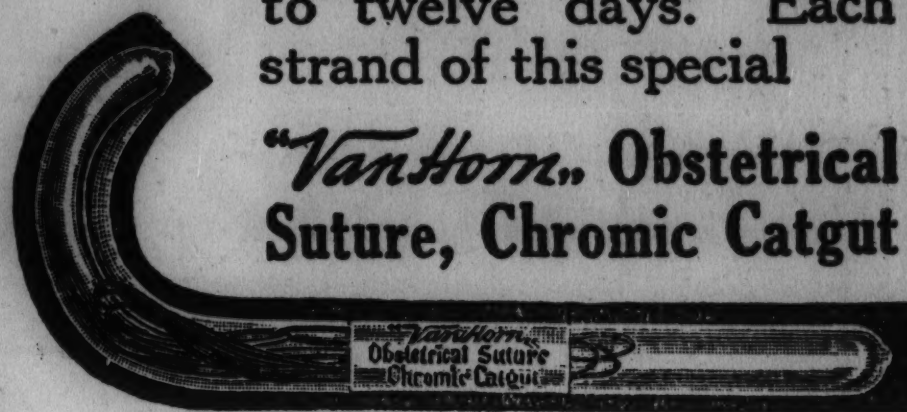 to twelve days. Each
strand of this special
"VanHorn" Obstetrical
Suture, Chromic Catgut
"VanHorn"
Obstetrical Suture
Chromic Catgut